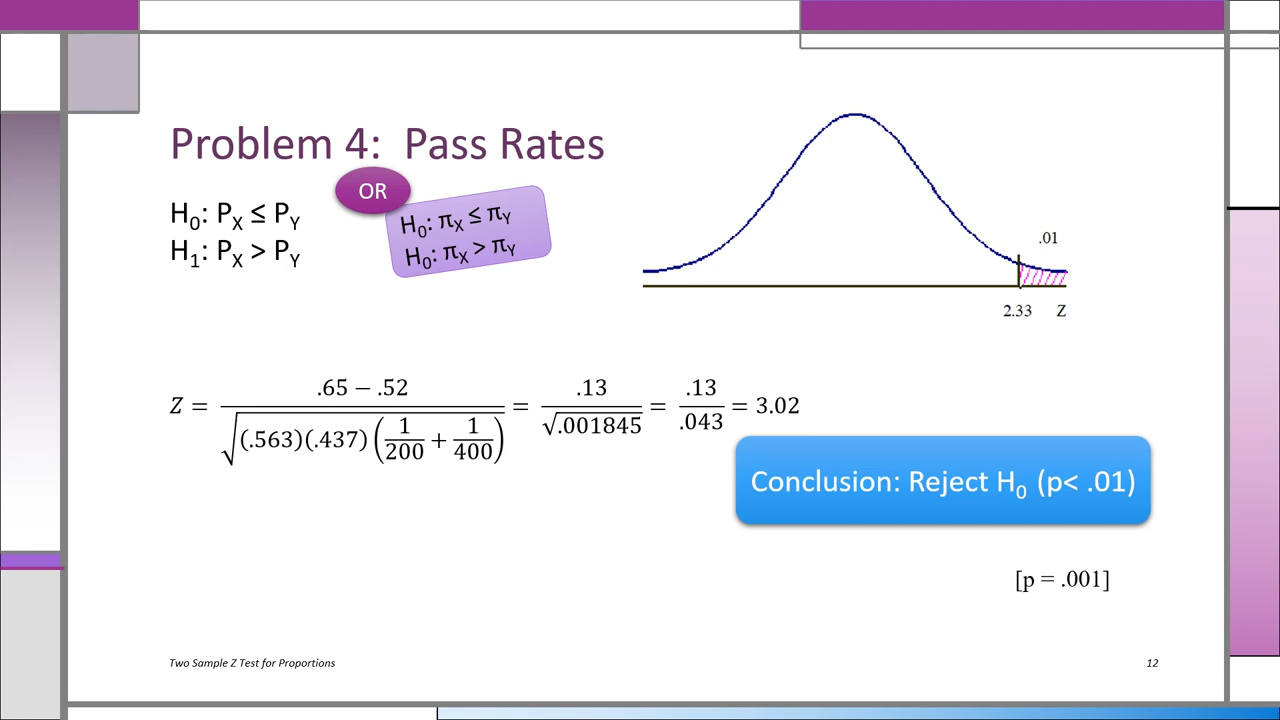 Problem 4: Pass Rates
OR
H₀: P_X ≤ P_Y
H₁: P_X > P_Y
H₀: π_X ≤ π_Y
H₀: π_X > π_Y
.01
2.33 Z
Z = (.65 − .52) / √((.563)(.437)(1/200 + 1/400)) = .13 / √.001845 = .13 / .043 = 3.02
Conclusion: Reject H₀ (p< .01)
[p = .001]
Two Sample Z Test for Proportions
12